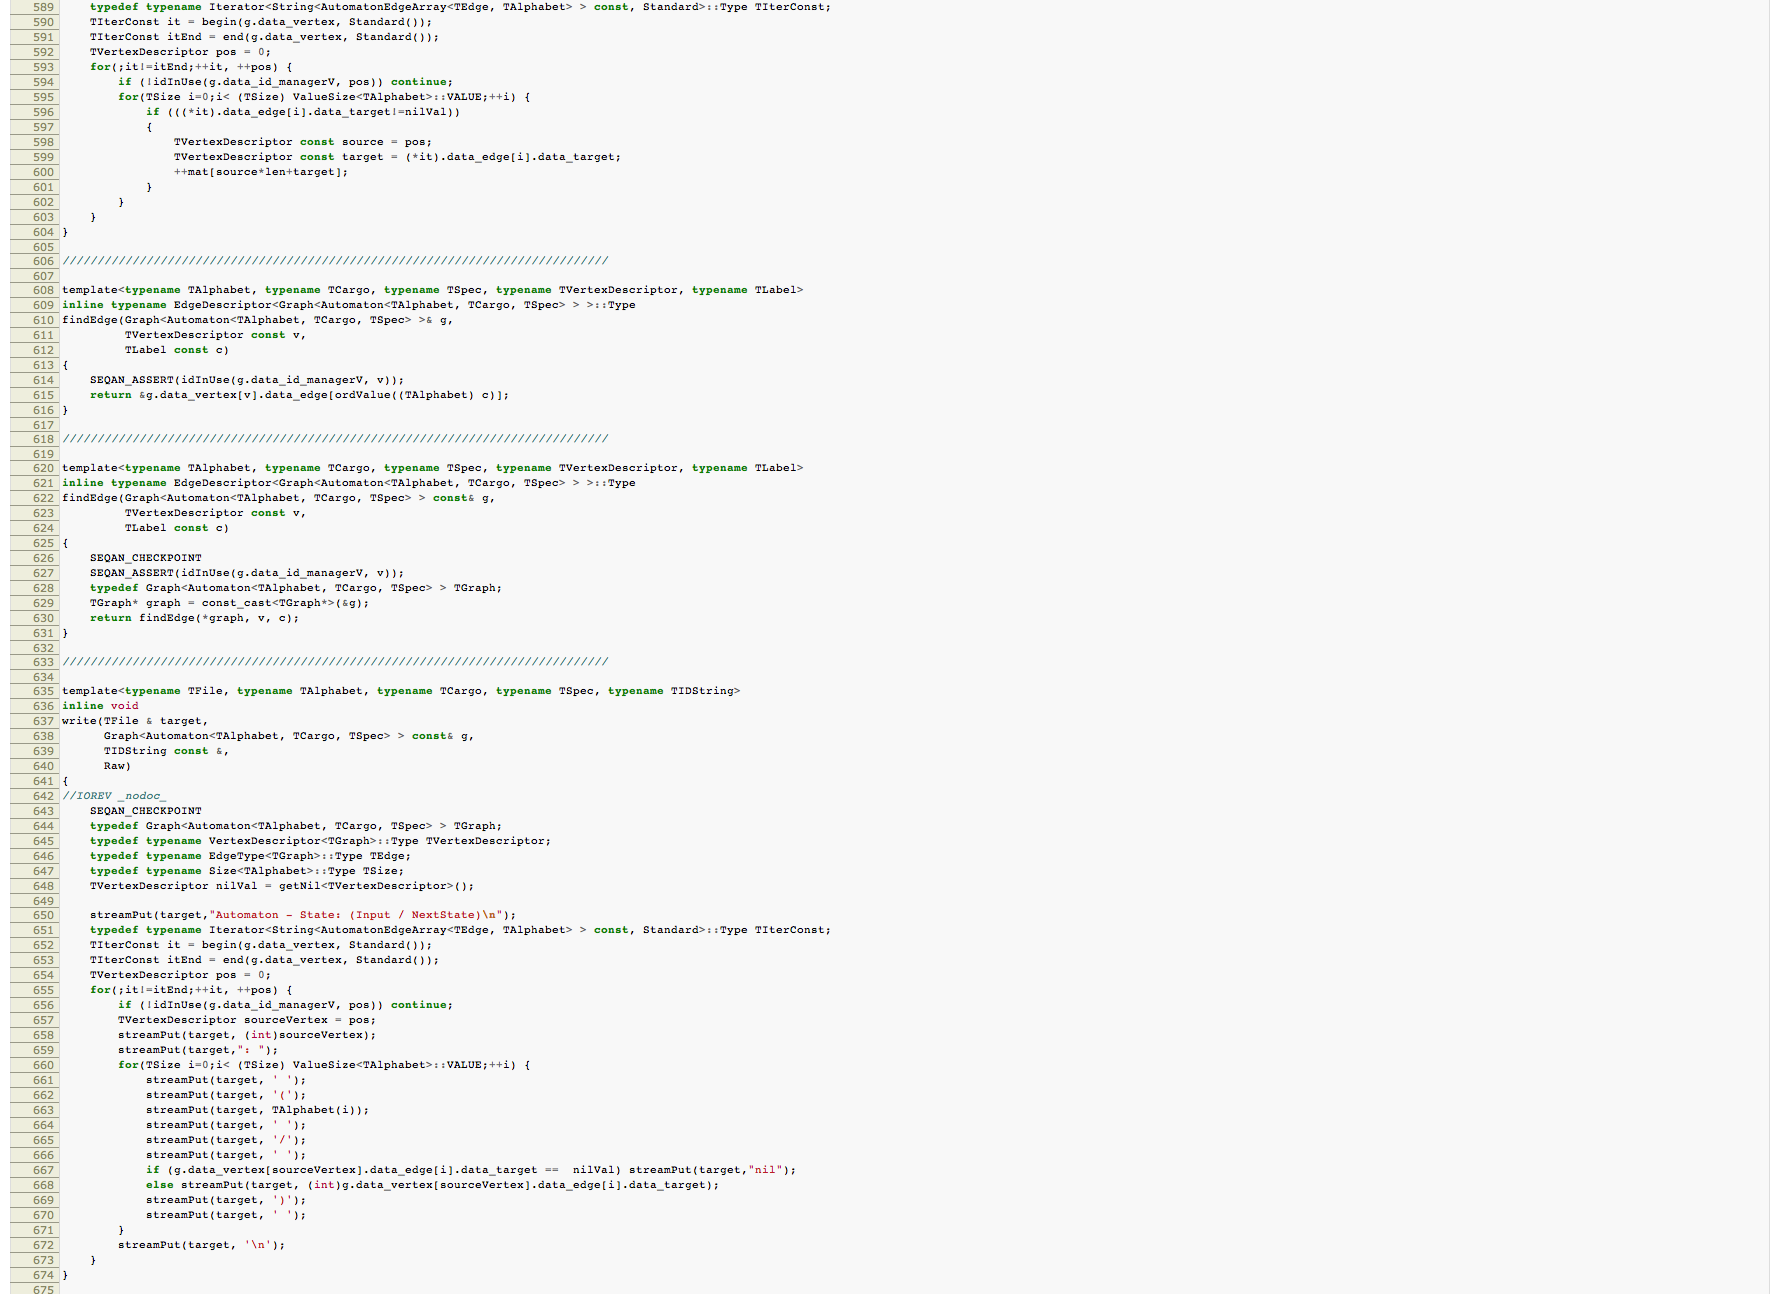 589     typedef typename Iterator<String<AutomatonEdgeArray<TEdge, TAlphabet> > const, Standard>::Type TIterConst;
590     TIterConst it = begin(g.data_vertex, Standard());
591     TIterConst itEnd = end(g.data_vertex, Standard());
592     TVertexDescriptor pos = 0;
593     for(;it!=itEnd;++it, ++pos) {
594         if (!idInUse(g.data_id_managerV, pos)) continue;
595         for(TSize i=0;i< (TSize) ValueSize<TAlphabet>::VALUE;++i) {
596             if (((*it).data_edge[i].data_target!=nilVal))
597             {
598                 TVertexDescriptor const source = pos;
599                 TVertexDescriptor const target = (*it).data_edge[i].data_target;
600                 ++mat[source*len+target];
601             }
602         }
603     }
604 }
605
606 //////////////////////////////////////////////////////////////////////////////
607
608 template<typename TAlphabet, typename TCargo, typename TSpec, typename TVertexDescriptor, typename TLabel>
609 inline typename EdgeDescriptor<Graph<Automaton<TAlphabet, TCargo, TSpec> > >::Type
610 findEdge(Graph<Automaton<TAlphabet, TCargo, TSpec> >& g,
611          TVertexDescriptor const v,
612          TLabel const c)
613 {
614     SEQAN_ASSERT(idInUse(g.data_id_managerV, v));
615     return &g.data_vertex[v].data_edge[ordValue((TAlphabet) c)];
616 }
617
618 //////////////////////////////////////////////////////////////////////////////
619
620 template<typename TAlphabet, typename TCargo, typename TSpec, typename TVertexDescriptor, typename TLabel>
621 inline typename EdgeDescriptor<Graph<Automaton<TAlphabet, TCargo, TSpec> > >::Type
622 findEdge(Graph<Automaton<TAlphabet, TCargo, TSpec> > const& g,
623          TVertexDescriptor const v,
624          TLabel const c)
625 {
626     SEQAN_CHECKPOINT
627     SEQAN_ASSERT(idInUse(g.data_id_managerV, v));
628     typedef Graph<Automaton<TAlphabet, TCargo, TSpec> > TGraph;
629     TGraph* graph = const_cast<TGraph*>(&g);
630     return findEdge(*graph, v, c);
631 }
632
633 //////////////////////////////////////////////////////////////////////////////
634
635 template<typename TFile, typename TAlphabet, typename TCargo, typename TSpec, typename TIDString>
636 inline void
637 write(TFile & target,
638       Graph<Automaton<TAlphabet, TCargo, TSpec> > const& g,
639       TIDString const &,
640       Raw)
641 {
642 //IOREV _nodoc_
643     SEQAN_CHECKPOINT
644     typedef Graph<Automaton<TAlphabet, TCargo, TSpec> > TGraph;
645     typedef typename VertexDescriptor<TGraph>::Type TVertexDescriptor;
646     typedef typename EdgeType<TGraph>::Type TEdge;
647     typedef typename Size<TAlphabet>::Type TSize;
648     TVertexDescriptor nilVal = getNil<TVertexDescriptor>();
649
650     streamPut(target,"Automaton - State: (Input / NextState)\n");
651     typedef typename Iterator<String<AutomatonEdgeArray<TEdge, TAlphabet> > const, Standard>::Type TIterConst;
652     TIterConst it = begin(g.data_vertex, Standard());
653     TIterConst itEnd = end(g.data_vertex, Standard());
654     TVertexDescriptor pos = 0;
655     for(;it!=itEnd;++it, ++pos) {
656         if (!idInUse(g.data_id_managerV, pos)) continue;
657         TVertexDescriptor sourceVertex = pos;
658         streamPut(target, (int)sourceVertex);
659         streamPut(target,": ");
660         for(TSize i=0;i< (TSize) ValueSize<TAlphabet>::VALUE;++i) {
661             streamPut(target, ' ');
662             streamPut(target, '(');
663             streamPut(target, TAlphabet(i));
664             streamPut(target, ' ');
665             streamPut(target, '/');
666             streamPut(target, ' ');
667             if (g.data_vertex[sourceVertex].data_edge[i].data_target ==  nilVal) streamPut(target,"nil");
668             else streamPut(target, (int)g.data_vertex[sourceVertex].data_edge[i].data_target);
669             streamPut(target, ')');
670             streamPut(target, ' ');
671         }
672         streamPut(target, '\n');
673     }
674 }
675